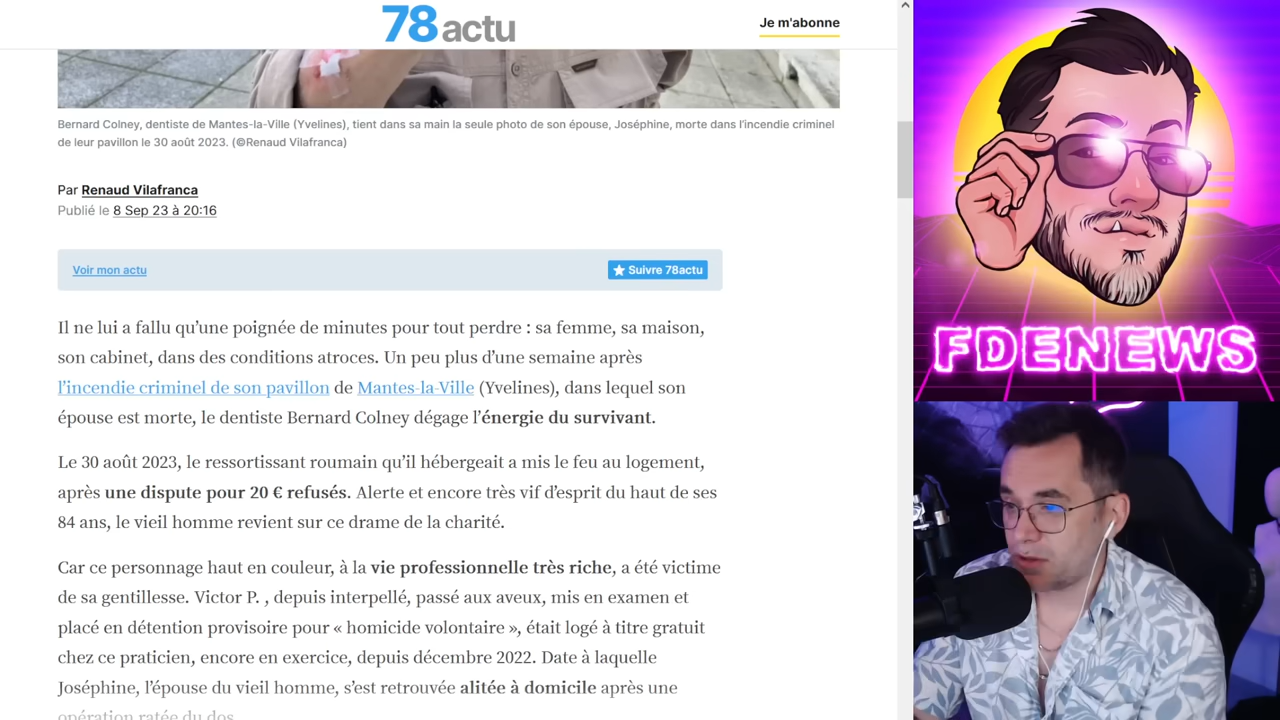 78 actu
Je m'abonne
Bernard Colney, dentiste de Mantes-la-Ville (Yvelines), tient dans sa main la seule photo de son épouse, Joséphine, morte dans l'incendie criminel
de leur pavillon le 30 août 2023. (©Renaud Vilafranca)
Par Renaud Vilafranca
Publié le 8 Sep 23 à 20:16
Voir mon actu
Suivre 78actu
Il ne lui a fallu qu’une poignée de minutes pour tout perdre : sa femme, sa maison,
son cabinet, dans des conditions atroces. Un peu plus d’une semaine après
l’incendie criminel de son pavillon de Mantes-la-Ville (Yvelines), dans lequel son
épouse est morte, le dentiste Bernard Colney dégage l’énergie du survivant.
Le 30 août 2023, le ressortissant roumain qu’il hébergeait a mis le feu au logement,
après une dispute pour 20 € refusés. Alerte et encore très vif d’esprit du haut de ses
84 ans, le vieil homme revient sur ce drame de la charité.
Car ce personnage haut en couleur, à la vie professionnelle très riche, a été victime
de sa gentillesse. Victor P. , depuis interpellé, passé aux aveux, mis en examen et
placé en détention provisoire pour « homicide volontaire », était logé à titre gratuit
chez ce praticien, encore en exercice, depuis décembre 2022. Date à laquelle
Joséphine, l’épouse du vieil homme, s’est retrouvée alitée à domicile après une
opération ratée du dos.
FDENEWS